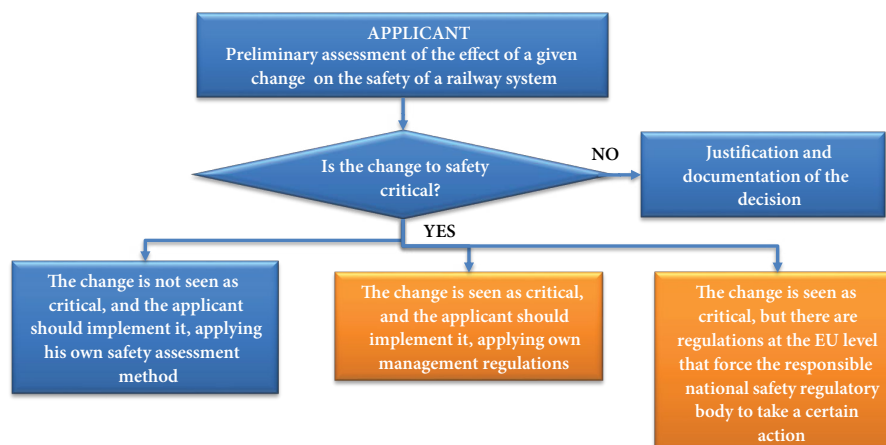 APPLICANT
Preliminary assessment of the effect of a given
change on the safety of a railway system
Is the change to safety
critical?
NO
Justification and
documentation of the
decision
YES
The change is not seen as
critical, and the applicant
should implement it, applying
his own safety assessment
method
The change is seen as critical,
and the applicant should
implement it, applying own
management regulations
The change is seen as
critical, but there are
regulations at the EU level
that force the responsible
national safety regulatory
body to take a certain
action